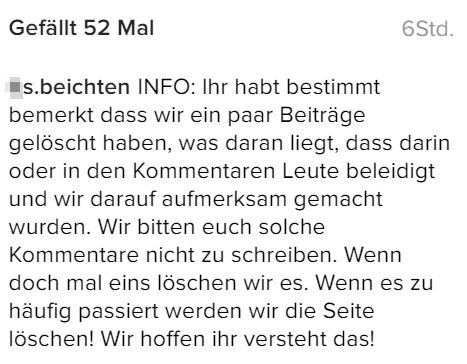 Gefällt 52 Mal
6Std.
s.beichten INFO: Ihr habt bestimmt
bemerkt dass wir ein paar Beiträge
gelöscht haben, was daran liegt, dass darin
oder in den Kommentaren Leute beleidigt
und wir darauf aufmerksam gemacht
wurden. Wir bitten euch solche
Kommentare nicht zu schreiben. Wenn
doch mal eins löschen wir es. Wenn es zu
häufig passiert werden wir die Seite
löschen! Wir hoffen ihr versteht das!